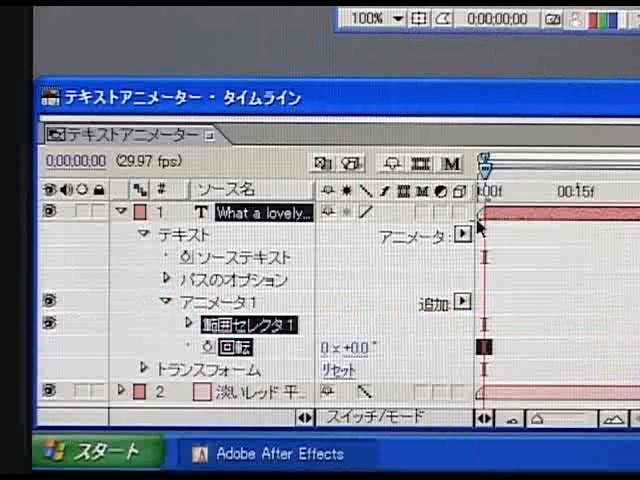 100% 0;00;00;00
テキストアニメーター・タイムライン
テキストアニメーター
0;00;00;00 (29.97 fps) M
# ソース名 M 00f 00:15f
1 T What a lovely...
テキスト アニメータ:
ソーステキスト
パスのオプション
アニメータ1 追加:
範囲セレクタ1
回転 0 x +0.0°
トランスフォーム リセット
2 淡いレッド 平...
スイッチ/モード
スタート Adobe After Effects